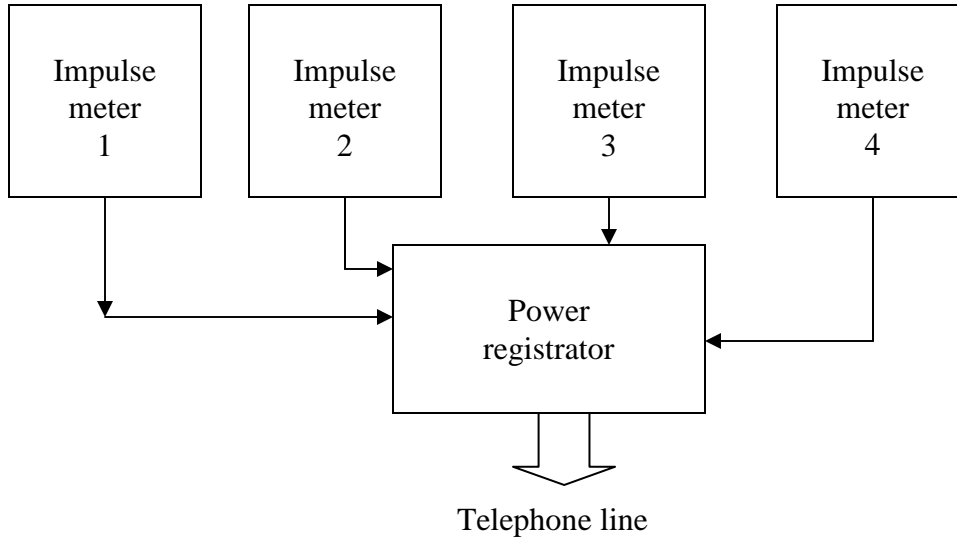 Impulse
meter
1
Impulse
meter
2
Impulse
meter
3
Impulse
meter
4
Power
registrator
Telephone line